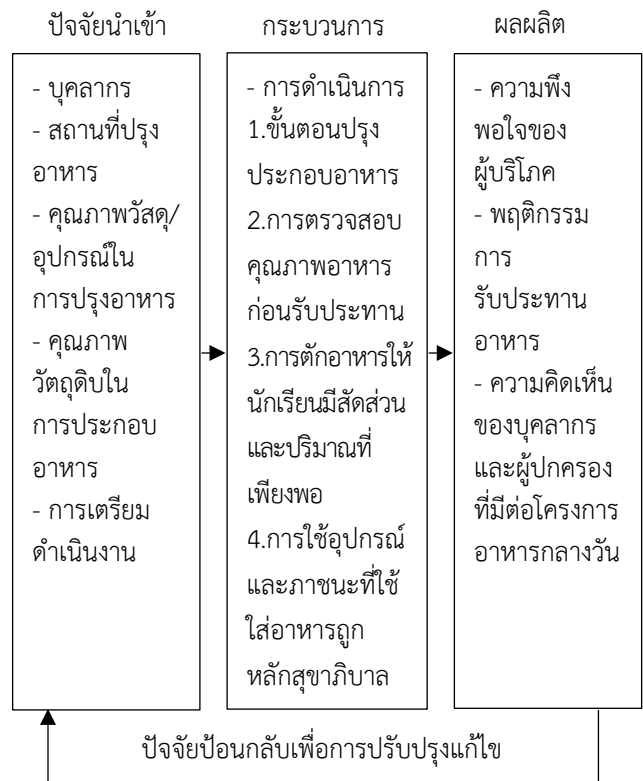 ปัจจัยนำเข้า
กระบวนการ
ผลผลิต
- บุคลากร
- สถานที่ปรุง
อาหาร
- คุณภาพวัสดุ/
อุปกรณ์ใน
การปรุงอาหาร
- คุณภาพ
วัตถุดิบใน
การประกอบ
อาหาร
- การเตรียม
ดำเนินงาน
- การดำเนินการ
1.ขั้นตอนปรุง
ประกอบอาหาร
2.การตรวจสอบ
คุณภาพอาหาร
ก่อนรับประทาน
3.การตักอาหารให้
นักเรียนมีสัดส่วน
และปริมาณที่
เพียงพอ
4.การใช้อุปกรณ์
และภาชนะที่ใช้
ใส่อาหารถูก
หลักสุขาภิบาล
- ความพึง
พอใจของ
ผู้บริโภค
- พฤติกรรม
การ
รับประทาน
อาหาร
- ความคิดเห็น
ของบุคลากร
และผู้ปกครอง
ที่มีต่อโครงการ
อาหารกลางวัน
ปัจจัยป้อนกลับเพื่อการปรับปรุงแก้ไข